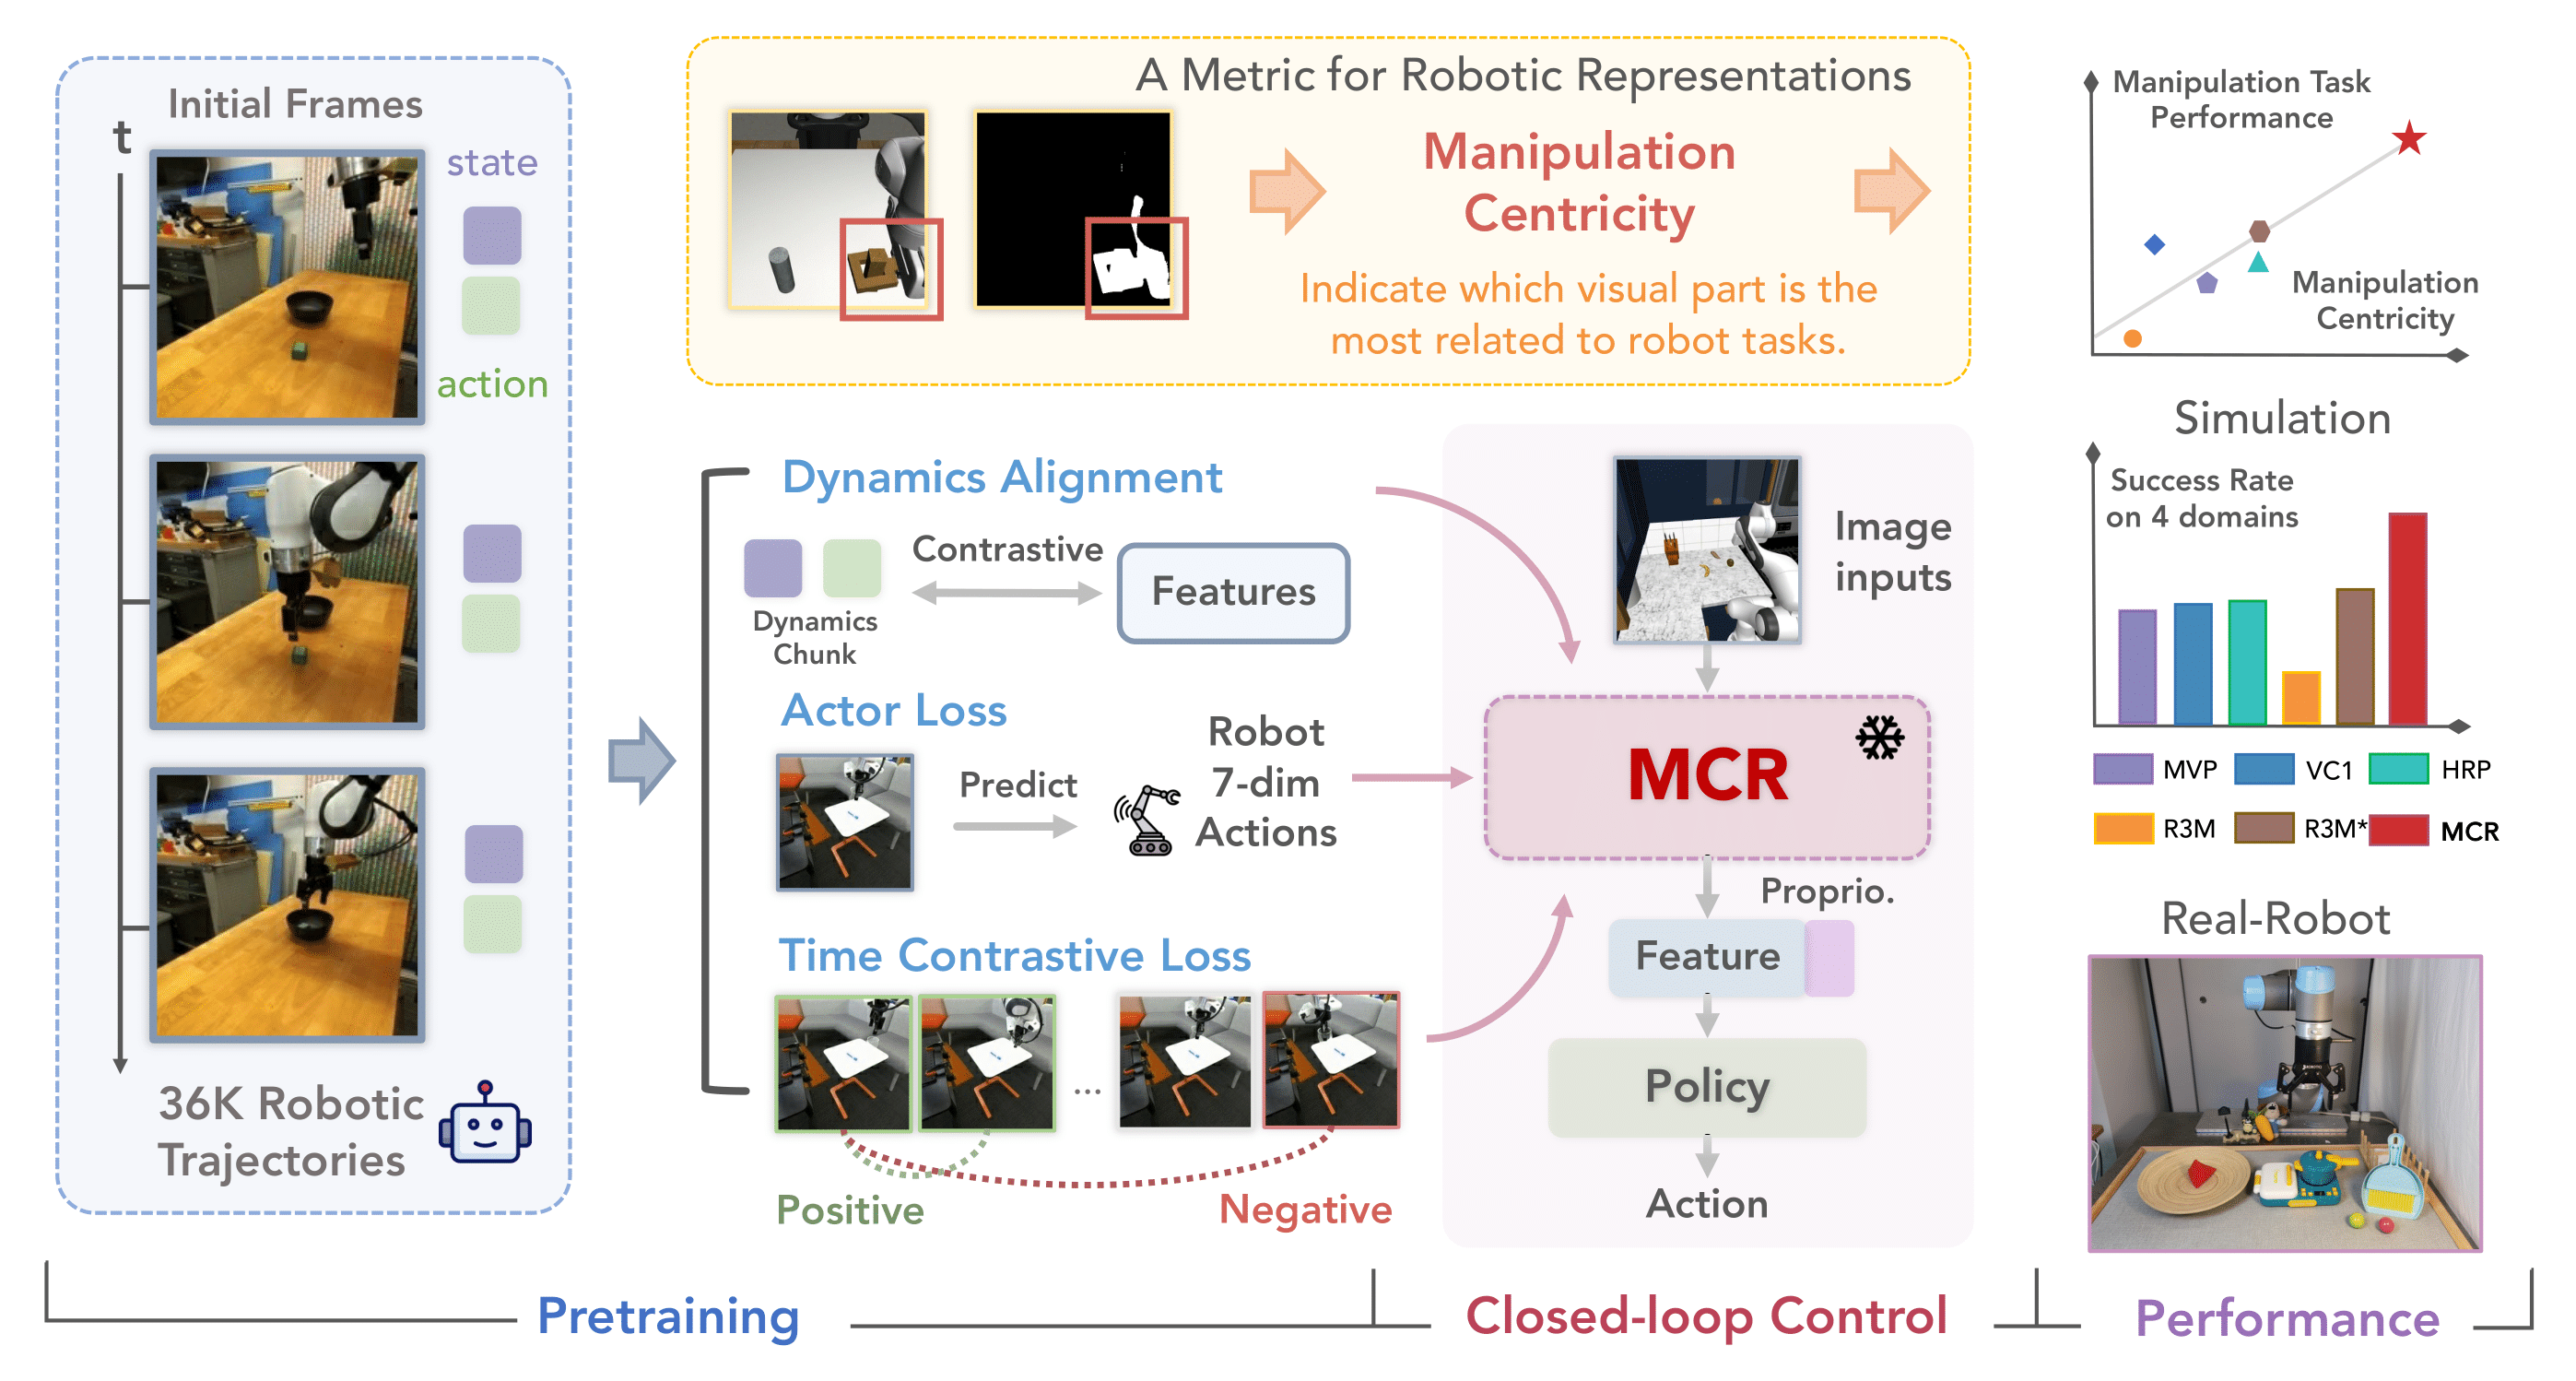 Initial Frames
t
state
action
36K Robotic
Trajectories
A Metric for Robotic Representations
Manipulation
Centricity
Indicate which visual part is the
most related to robot tasks.
Dynamics Alignment
Contrastive
Features
Dynamics
Chunk
Actor Loss
Predict
Robot
7-dim
Actions
Time Contrastive Loss
...
Positive
Negative
Image
inputs
MCR
Proprio.
Feature
Policy
Action
Manipulation Task
Performance
Manipulation
Centricity
Simulation
Success Rate
on 4 domains
MVP
VC1
HRP
R3M
R3M*
MCR
Real-Robot
Pretraining
Closed-loop Control
Performance